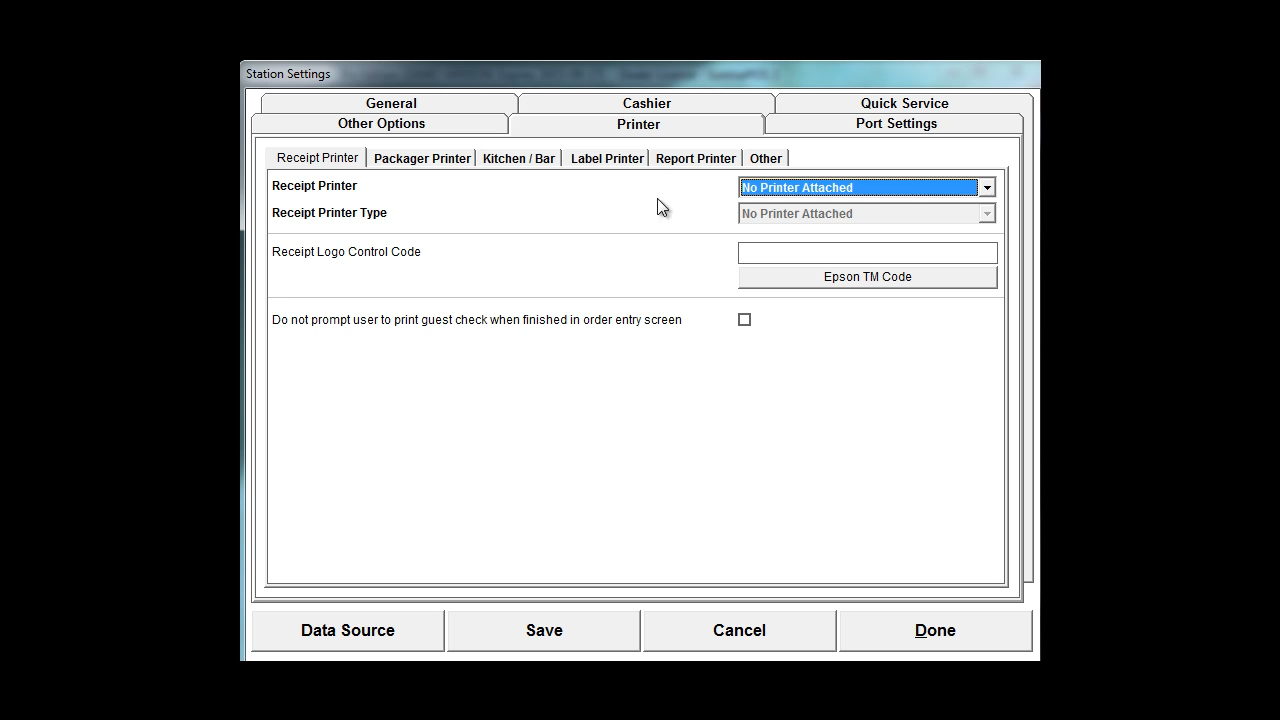 Station Settings
General Cashier Quick Service
Other Options Printer Port Settings
Receipt Printer Packager Printer Kitchen / Bar Label Printer Report Printer Other
Receipt Printer No Printer Attached
Receipt Printer Type No Printer Attached
Receipt Logo Control Code
Epson TM Code
Do not prompt user to print guest check when finished in order entry screen
Data Source Save Cancel Done